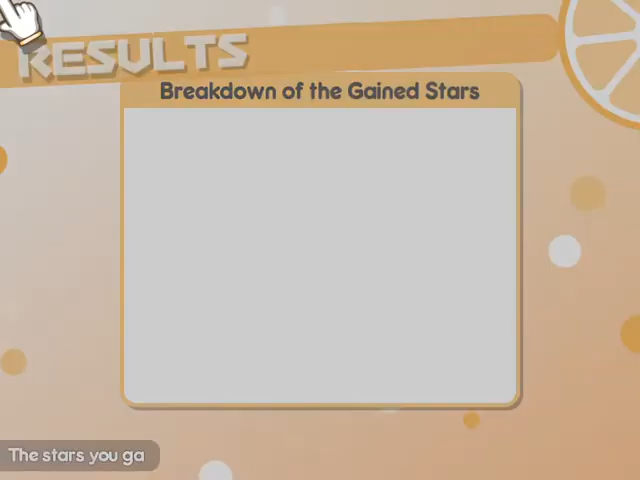 RESULTS
Breakdown of the Gained Stars
The stars you ga